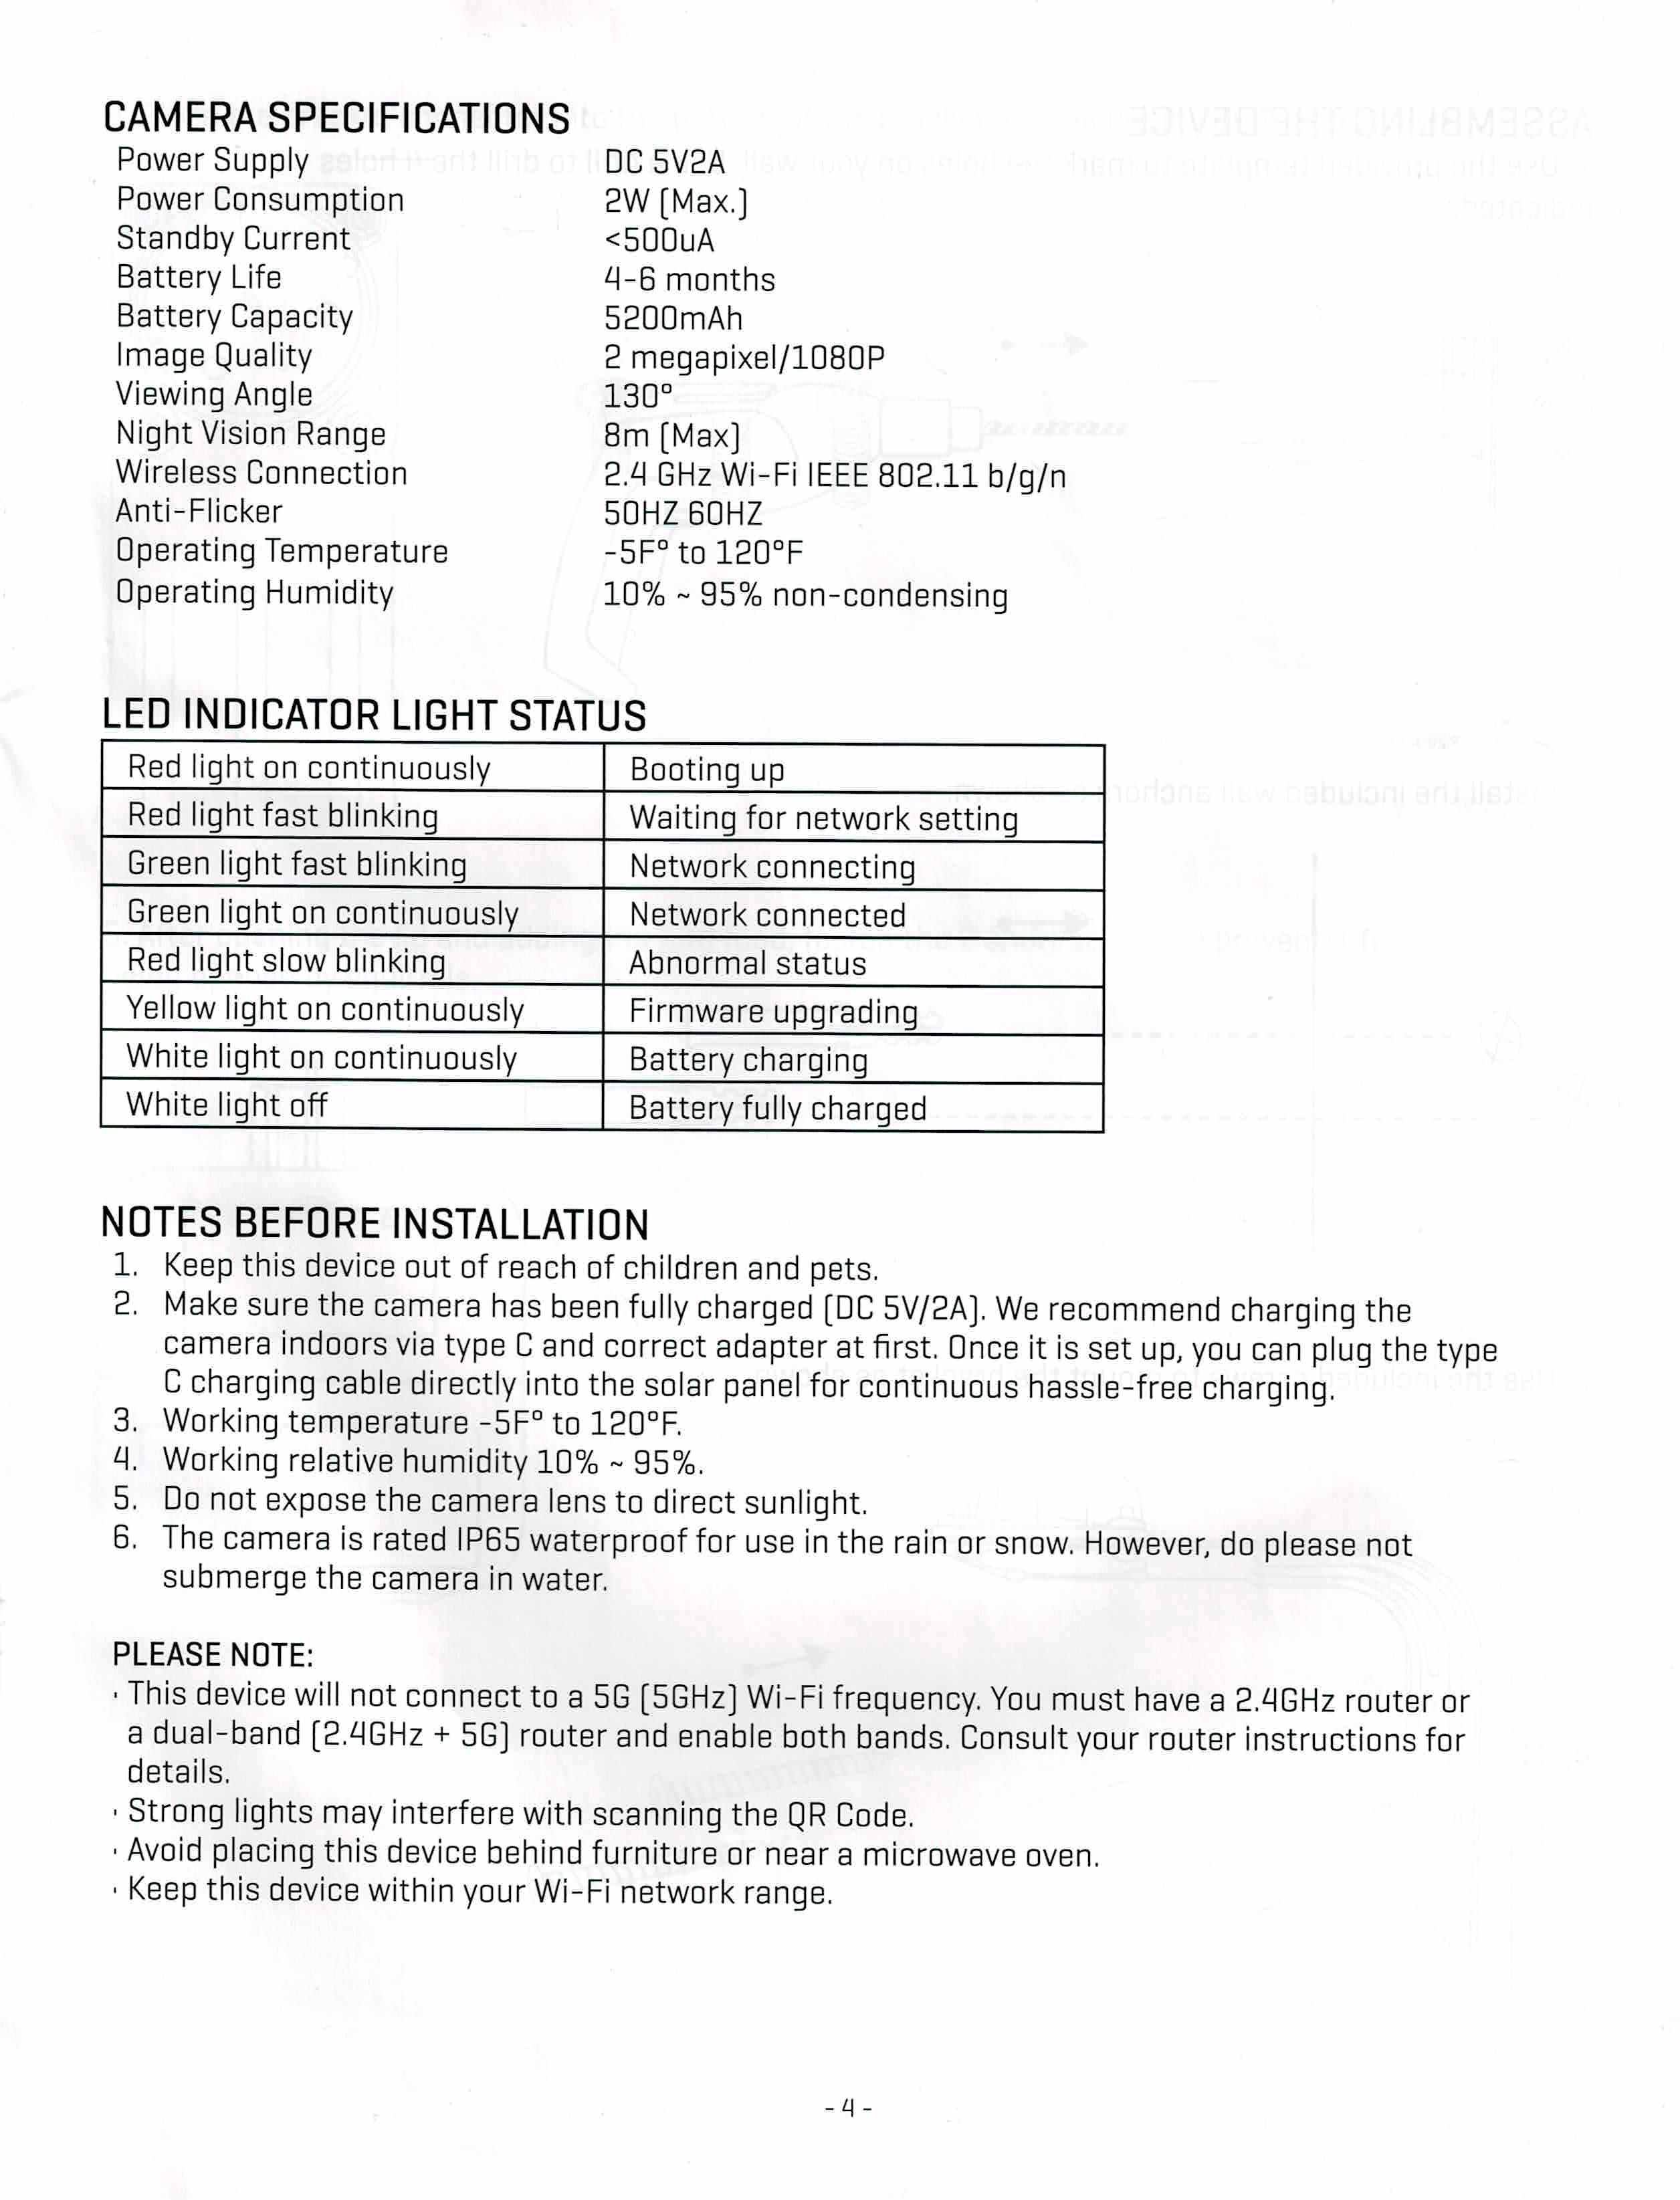 CAMERA SPECIFICATIONS
Power Supply DC 5V2A
Power Consumption 2W (Max.)
Standby Current <500uA
Battery Life 4-6 months
Battery Capacity 5200mAh
Image Quality 2 megapixel/1080P
Viewing Angle 130°
Night Vision Range 8m (Max)
Wireless Connection 2.4 GHz Wi-Fi IEEE 802.11 b/g/n
Anti-Flicker 50HZ 60HZ
Operating Temperature -5F° to 120°F
Operating Humidity 10% ~ 95% non-condensing
LED INDICATOR LIGHT STATUS
Red light on continuously Booting up
Red light fast blinking Waiting for network setting
Green light fast blinking Network connecting
Green light on continuously Network connected
Red light slow blinking Abnormal status
Yellow light on continuously Firmware upgrading
White light on continuously Battery charging
White light off Battery fully charged
NOTES BEFORE INSTALLATION
1. Keep this device out of reach of children and pets.
2. Make sure the camera has been fully charged (DC 5V/2A). We recommend charging the
camera indoors via type C and correct adapter at first. Once it is set up, you can plug the type
C charging cable directly into the solar panel for continuous hassle-free charging.
3. Working temperature -5F° to 120°F.
4. Working relative humidity 10% ~ 95%.
5. Do not expose the camera lens to direct sunlight.
6. The camera is rated IP65 waterproof for use in the rain or snow. However, do please not
submerge the camera in water.
PLEASE NOTE:
· This device will not connect to a 5G (5GHz) Wi-Fi frequency. You must have a 2.4GHz router or
a dual-band (2.4GHz + 5G) router and enable both bands. Consult your router instructions for
details.
· Strong lights may interfere with scanning the QR Code.
· Avoid placing this device behind furniture or near a microwave oven.
· Keep this device within your Wi-Fi network range.
- 4 -